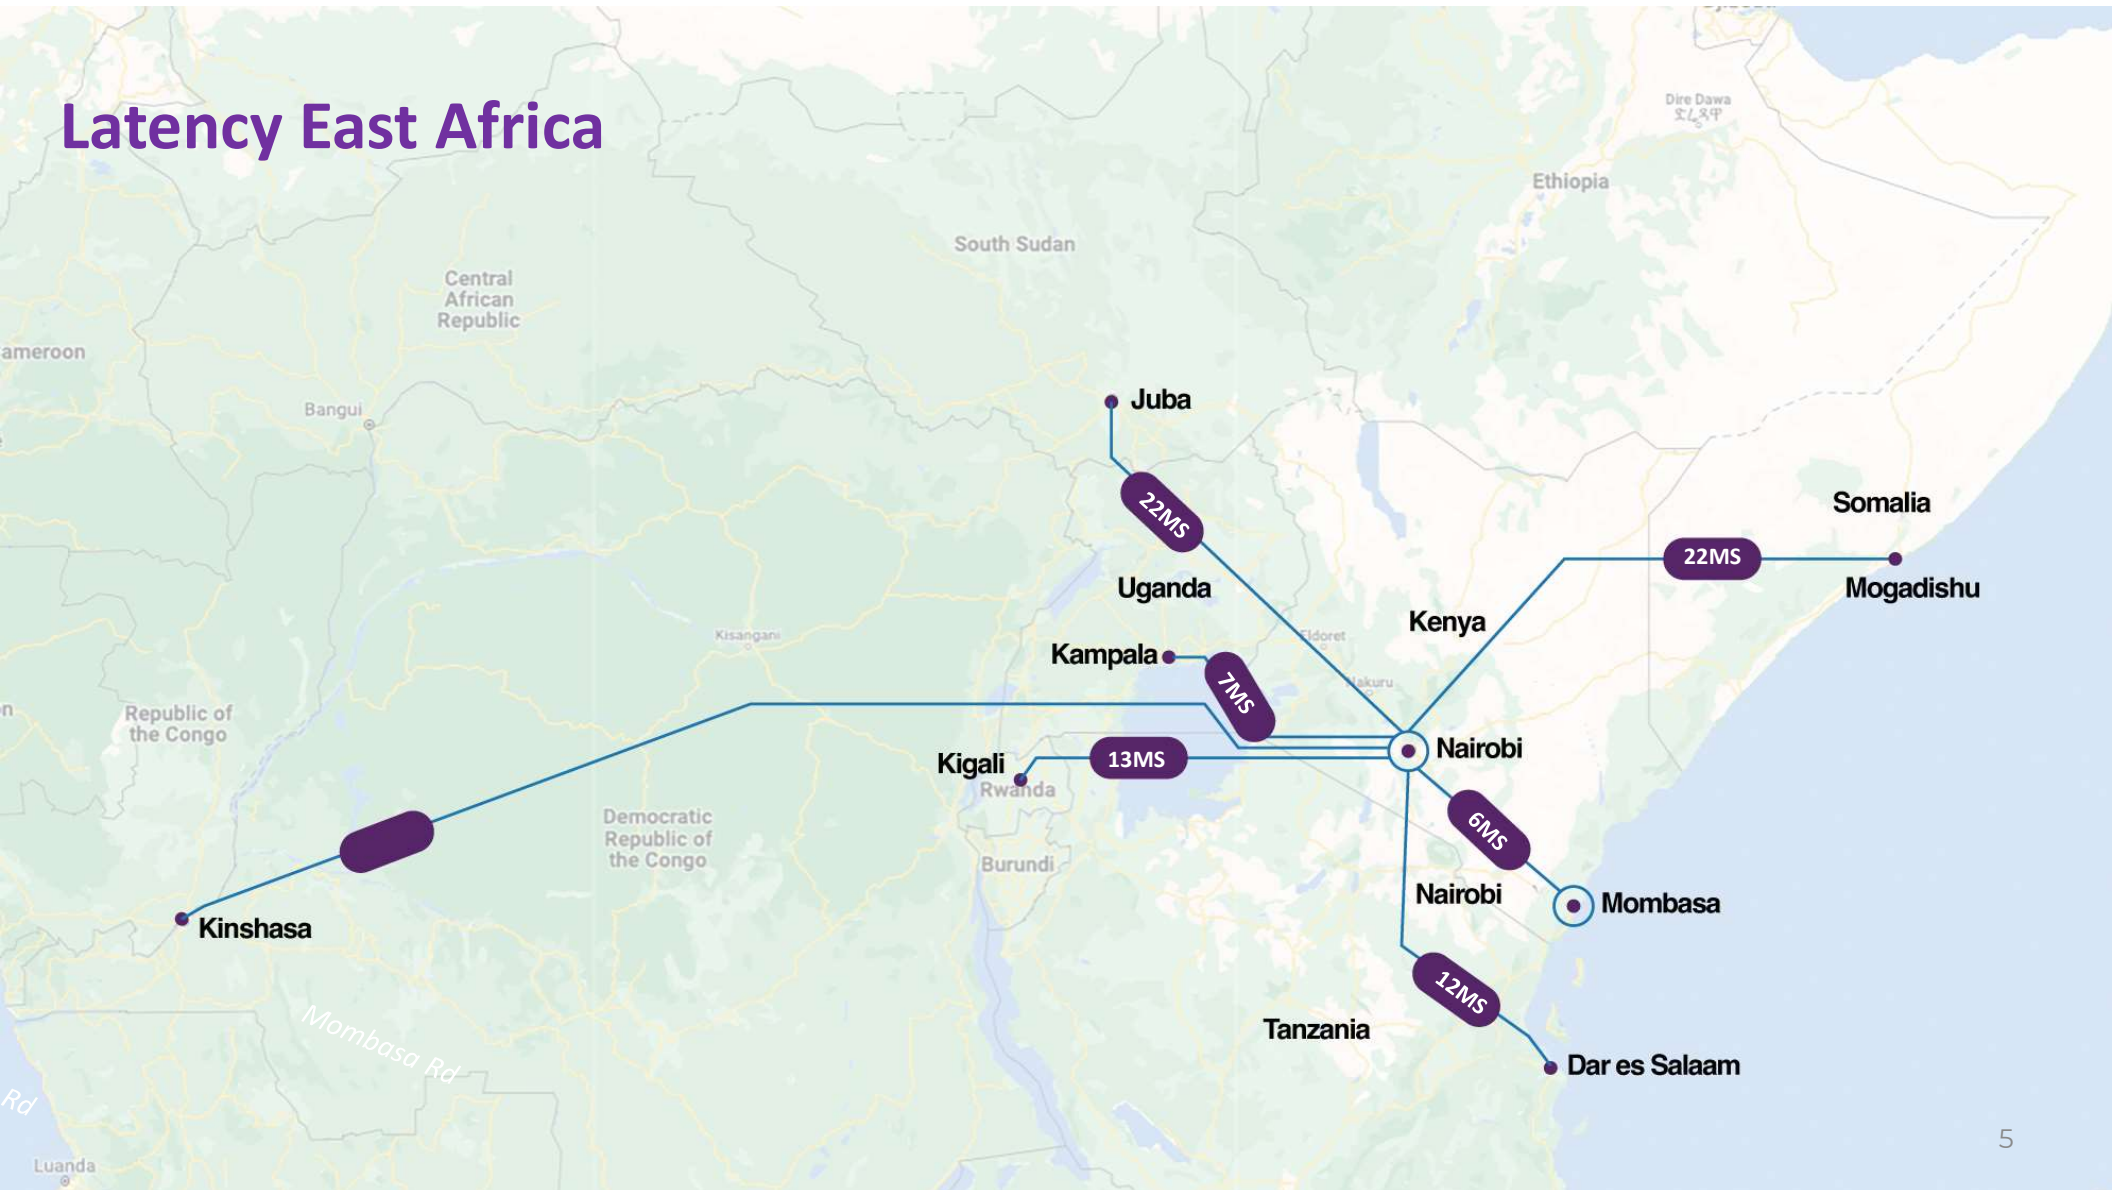 Latency East Africa
Dire Dawa
ድሬዳዋ
Ethiopia
South Sudan
Central
African
Republic
ameroon
Bangui
Juba
22MS
Somalia
22MS
Mogadishu
Uganda
Kenya
Kisangani
Eldoret
Kampala
7MS
Nakuru
Republic of
the Congo
Nairobi
Kigali
13MS
Rwanda
Democratic
Republic of
the Congo
6MS
Burundi
Nairobi
Mombasa
Kinshasa
12MS
Mombasa Rd
Tanzania
Dar es Salaam
Rd
5
Luanda